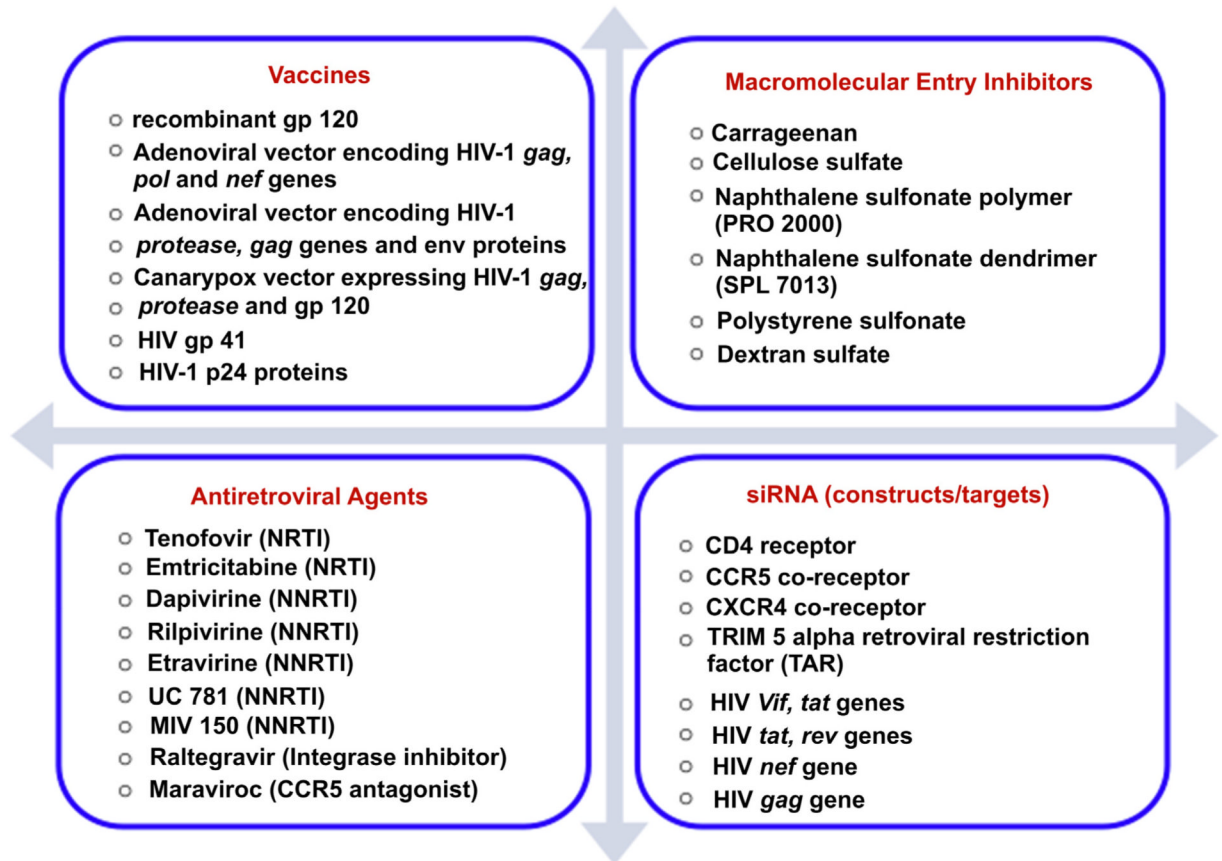 Vaccines
recombinant gp 120
Adenoviral vector encoding HIV-1 gag,
pol and nef genes
Adenoviral vector encoding HIV-1
protease, gag genes and env proteins
Canarypox vector expressing HIV-1 gag,
protease and gp 120
HIV gp 41
HIV-1 p24 proteins
Macromolecular Entry Inhibitors
Carrageenan
Cellulose sulfate
Naphthalene sulfonate polymer
(PRO 2000)
Naphthalene sulfonate dendrimer
(SPL 7013)
Polystyrene sulfonate
Dextran sulfate
Antiretroviral Agents
Tenofovir (NRTI)
Emtricitabine (NRTI)
Dapivirine (NNRTI)
Rilpivirine (NNRTI)
Etravirine (NNRTI)
UC 781 (NNRTI)
MIV 150 (NNRTI)
Raltegravir (Integrase inhibitor)
Maraviroc (CCR5 antagonist)
siRNA (constructs/targets)
CD4 receptor
CCR5 co-receptor
CXCR4 co-receptor
TRIM 5 alpha retroviral restriction
factor (TAR)
HIV Vif, tat genes
HIV tat, rev genes
HIV nef gene
HIV gag gene